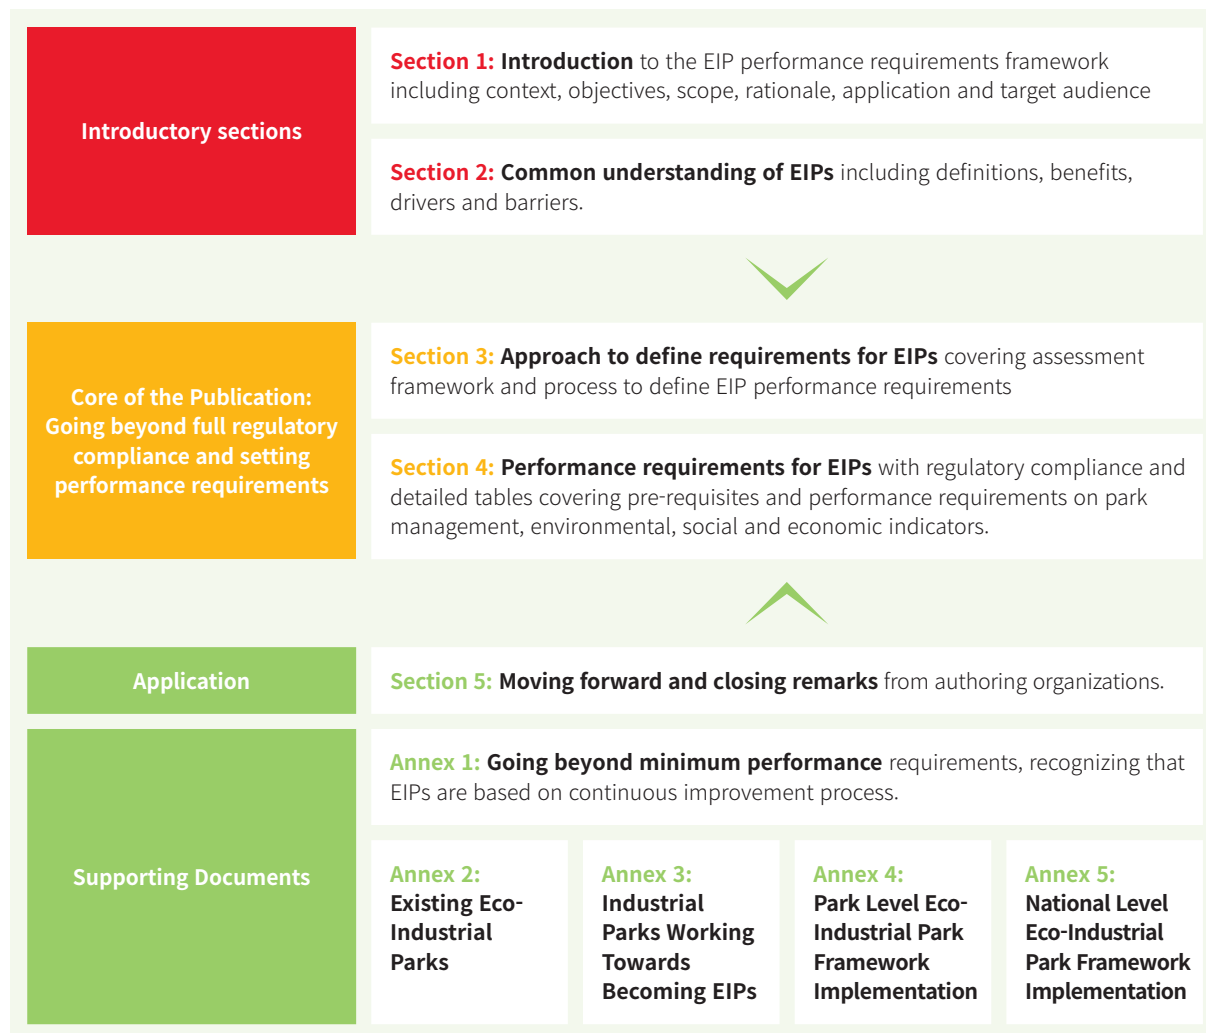 Introductory sections
Section 1: Introduction to the EIP performance requirements framework
including context, objectives, scope, rationale, application and target audience
Section 2: Common understanding of EIPs including definitions, benefits,
drivers and barriers.
Core of the Publication:
Going beyond full regulatory
compliance and setting
performance requirements
Section 3: Approach to define requirements for EIPs covering assessment
framework and process to define EIP performance requirements
Section 4: Performance requirements for EIPs with regulatory compliance and
detailed tables covering pre-requisites and performance requirements on park
management, environmental, social and economic indicators.
Application
Section 5: Moving forward and closing remarks from authoring organizations.
Supporting Documents
Annex 1: Going beyond minimum performance requirements, recognizing that
EIPs are based on continuous improvement process.
Annex 2:
Existing Eco-
Industrial
Parks
Annex 3:
Industrial
Parks Working
Towards
Becoming EIPs
Annex 4:
Park Level Eco-
Industrial Park
Framework
Implementation
Annex 5:
National Level
Eco-Industrial
Park Framework
Implementation